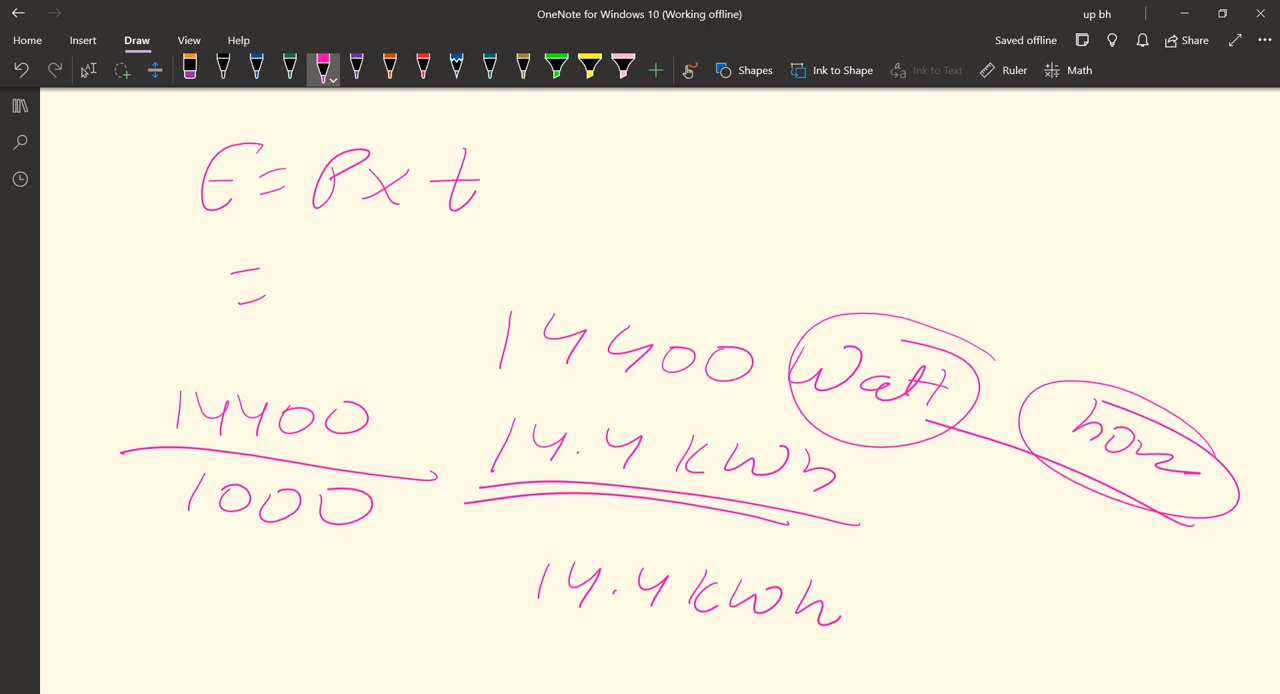 OneNote for Windows 10 (Working offline)
up bh
Home Insert Draw View Help
Saved offline
Share
Shapes
Ink to Shape
Ink to Text
Ruler
Math
E = P x t
=
14400 Watt hour
14400
1000
14.4 kWh
14.4 kWh